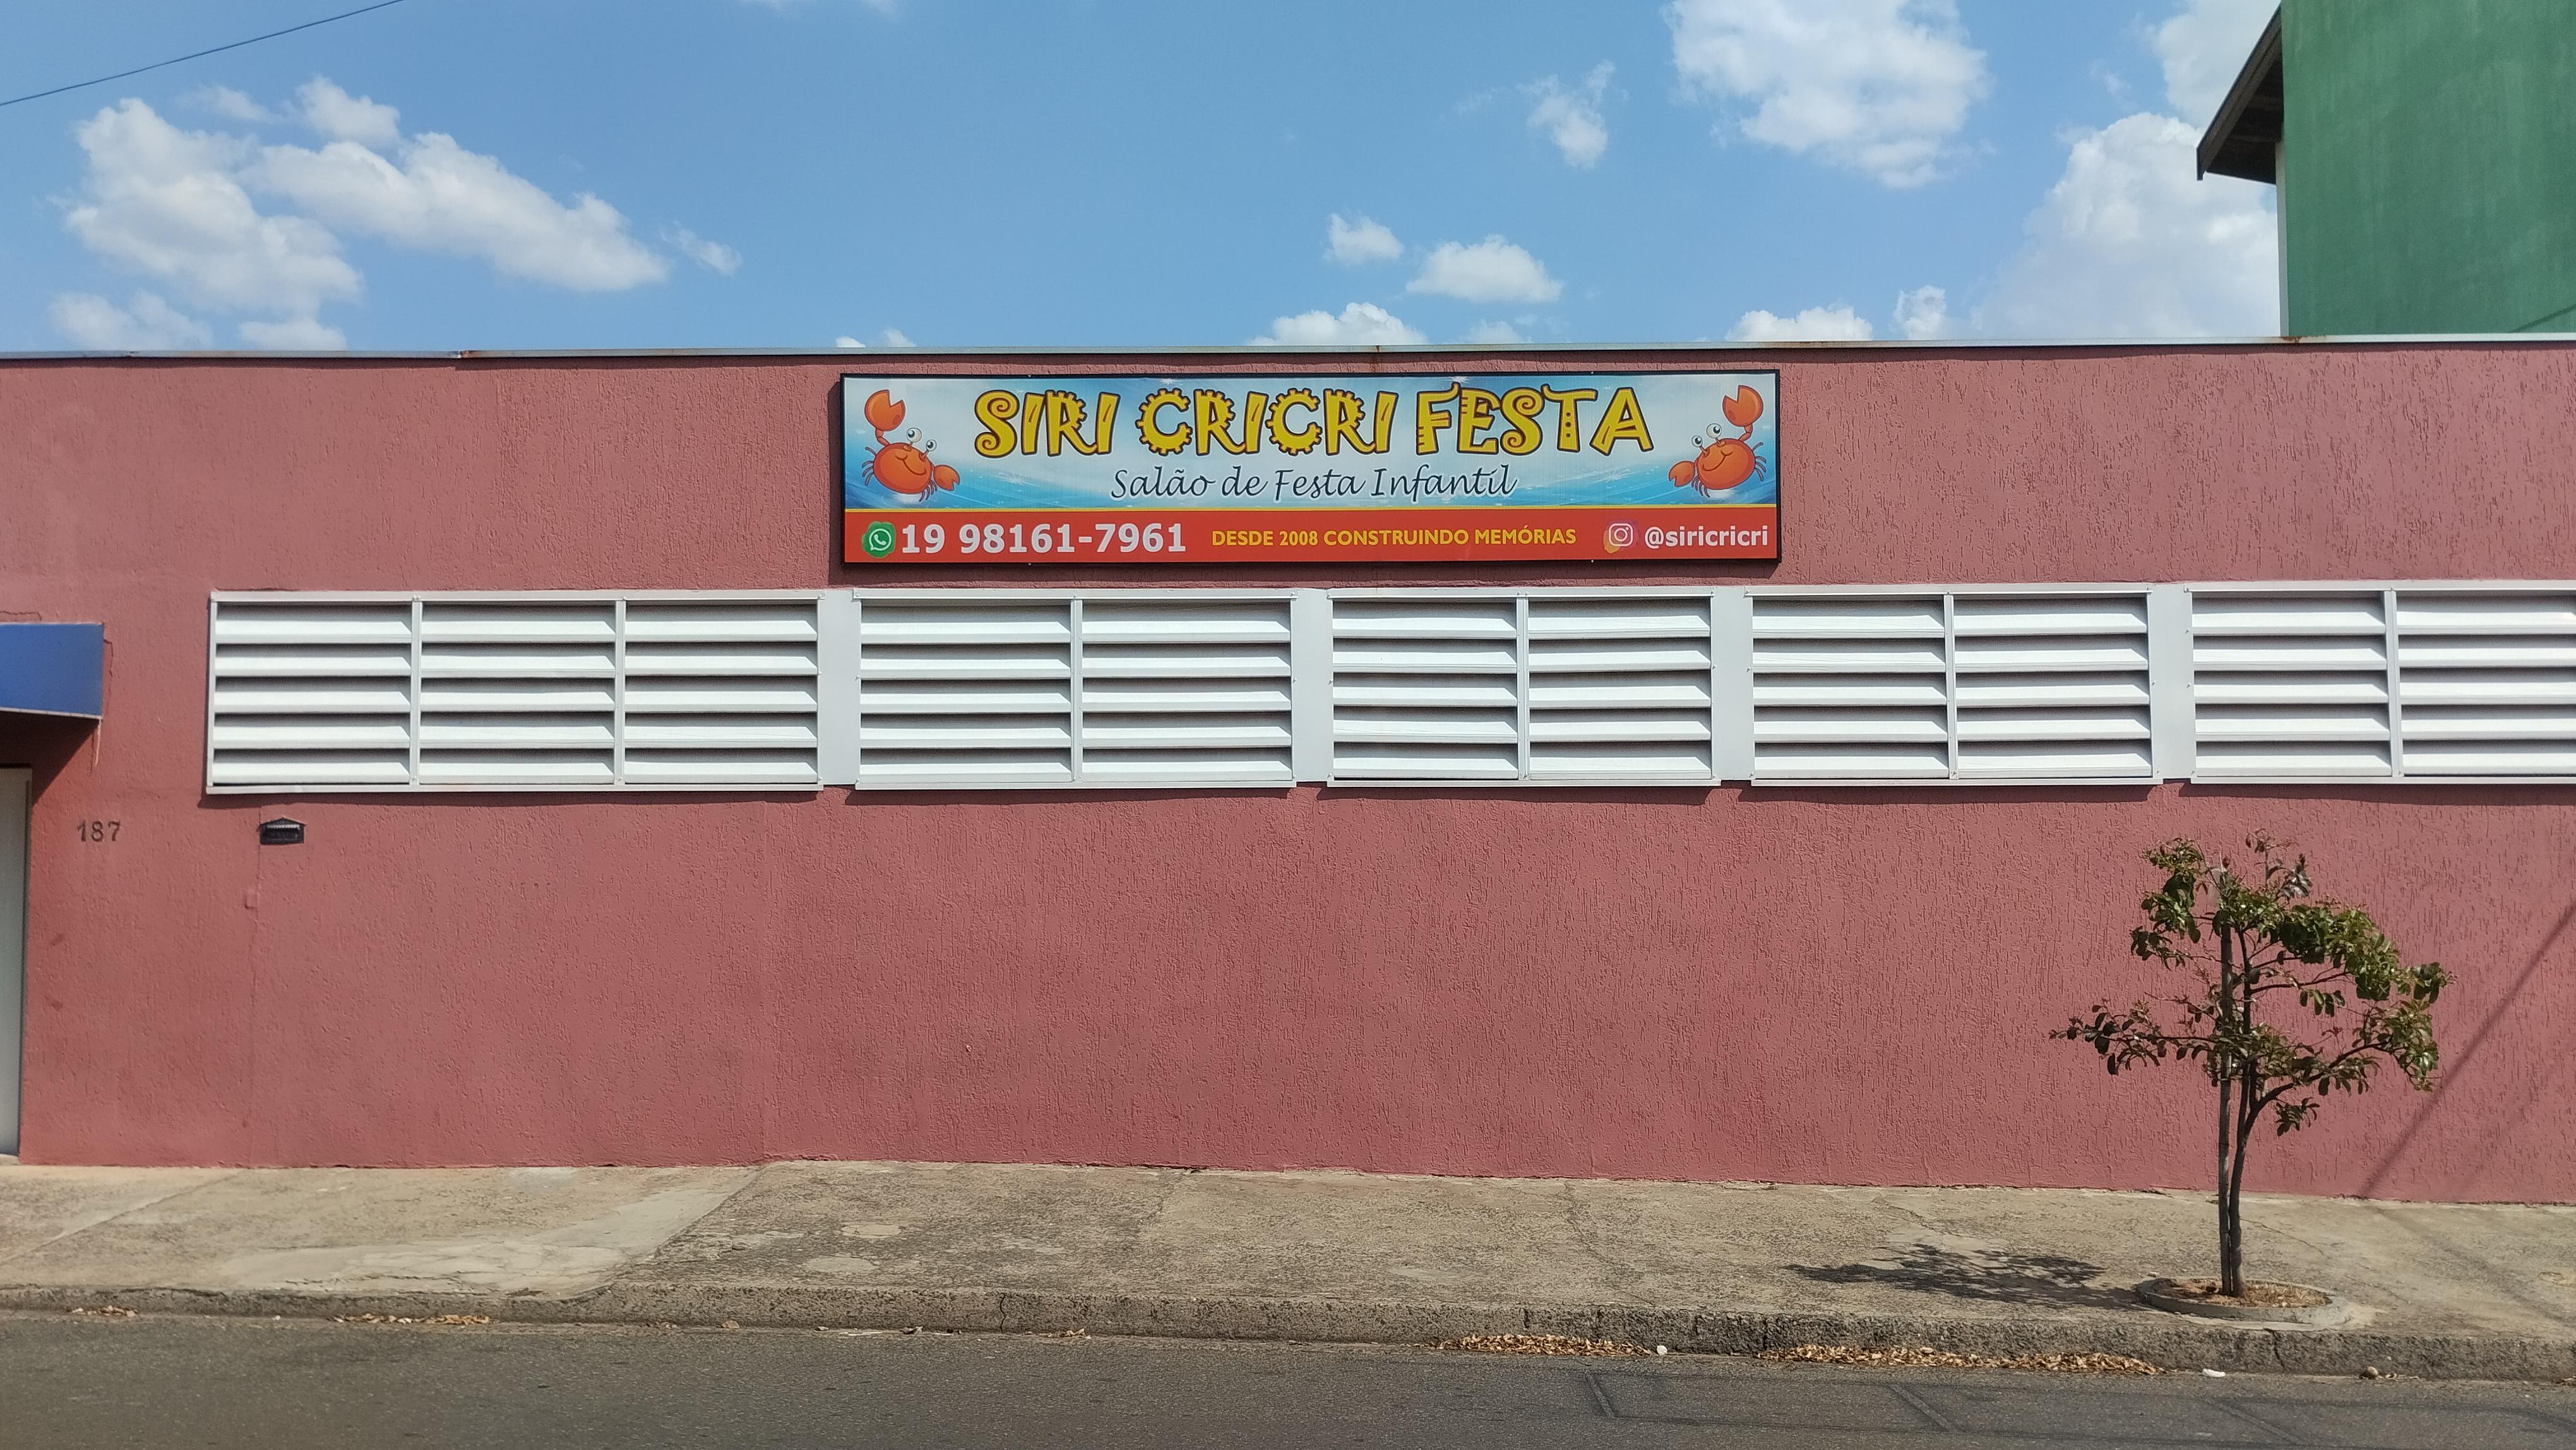 SIRI CRICRI FESTA
Salão de Festa Infantil
19 98161-7961 DESDE 2008 CONSTRUINDO MEMÓRIAS @siricricri
187